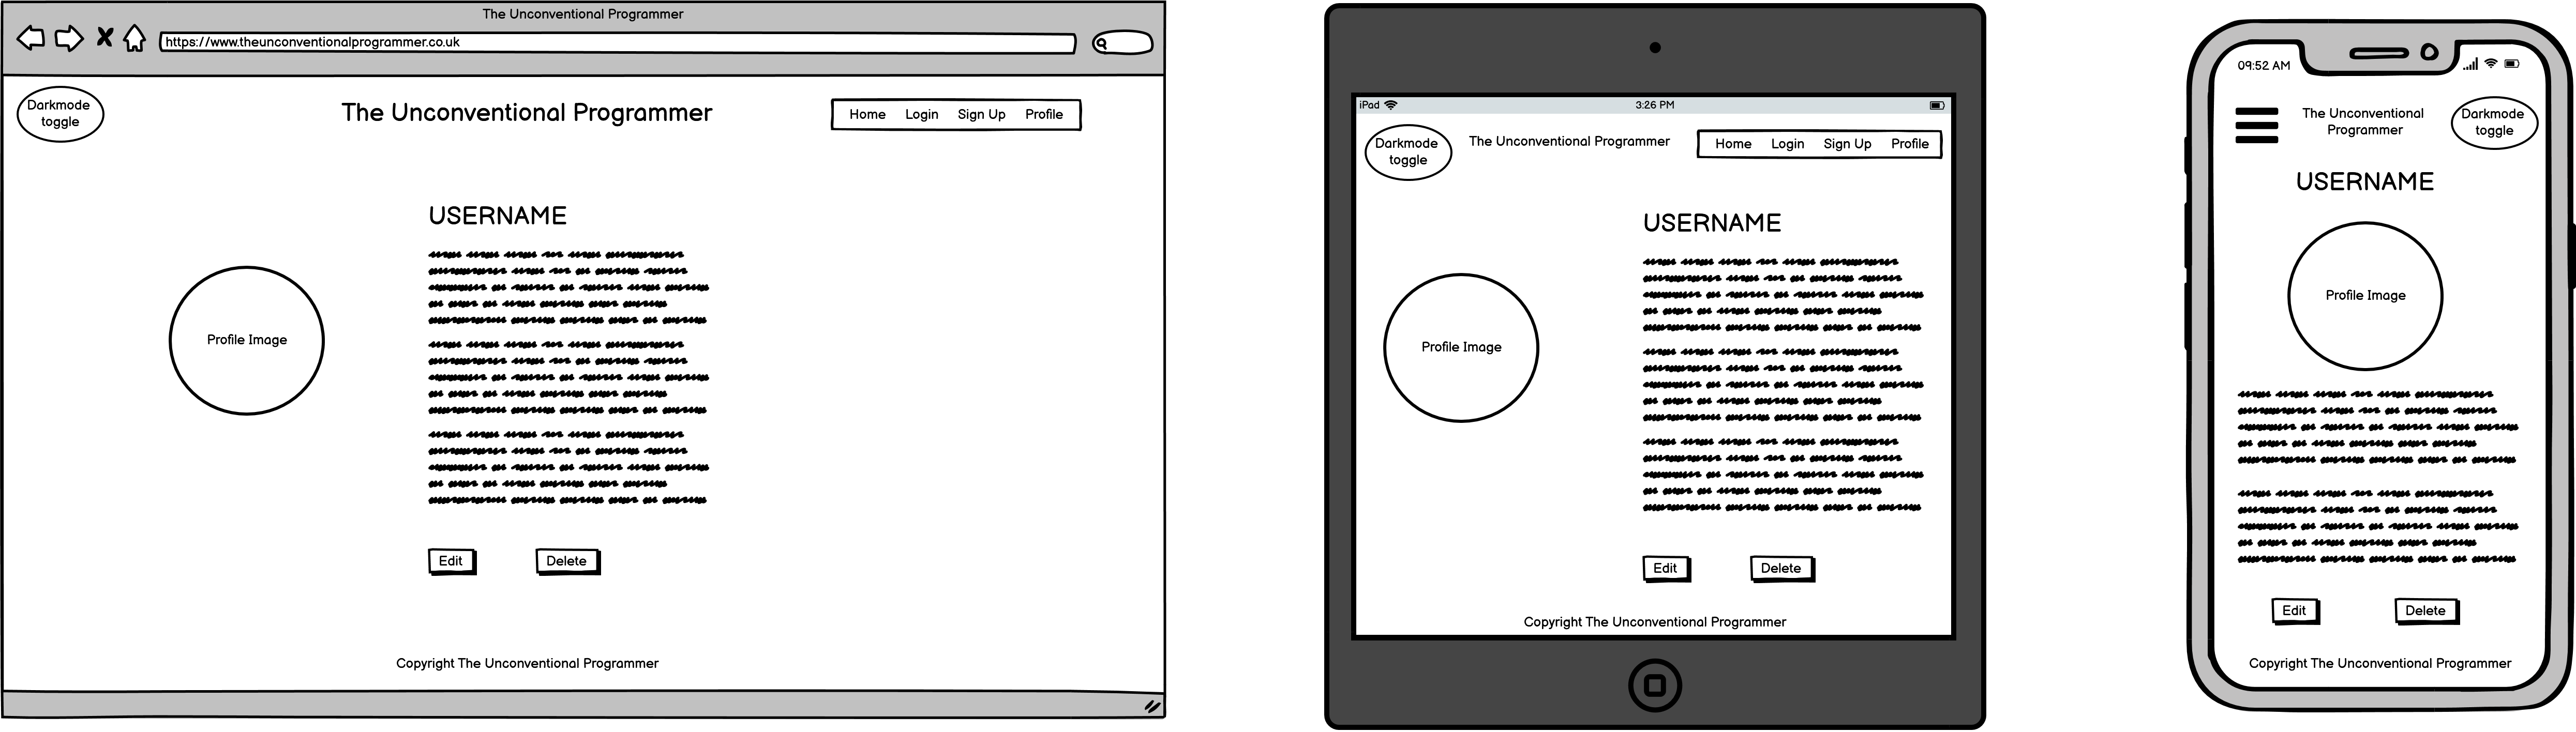 The Unconventional Programmer
https://www.theunconventionalprogrammer.co.uk
Darkmode
toggle
The Unconventional Programmer
Home Login Sign Up Profile
USERNAME
Profile Image
Edit Delete
Copyright The Unconventional Programmer
iPad 3:26 PM
Darkmode
toggle
The Unconventional Programmer
Home Login Sign Up Profile
USERNAME
Profile Image
Edit Delete
Copyright The Unconventional Programmer
09:52 AM
The Unconventional
Programmer
Darkmode
toggle
USERNAME
Profile Image
Edit Delete
Copyright The Unconventional Programmer